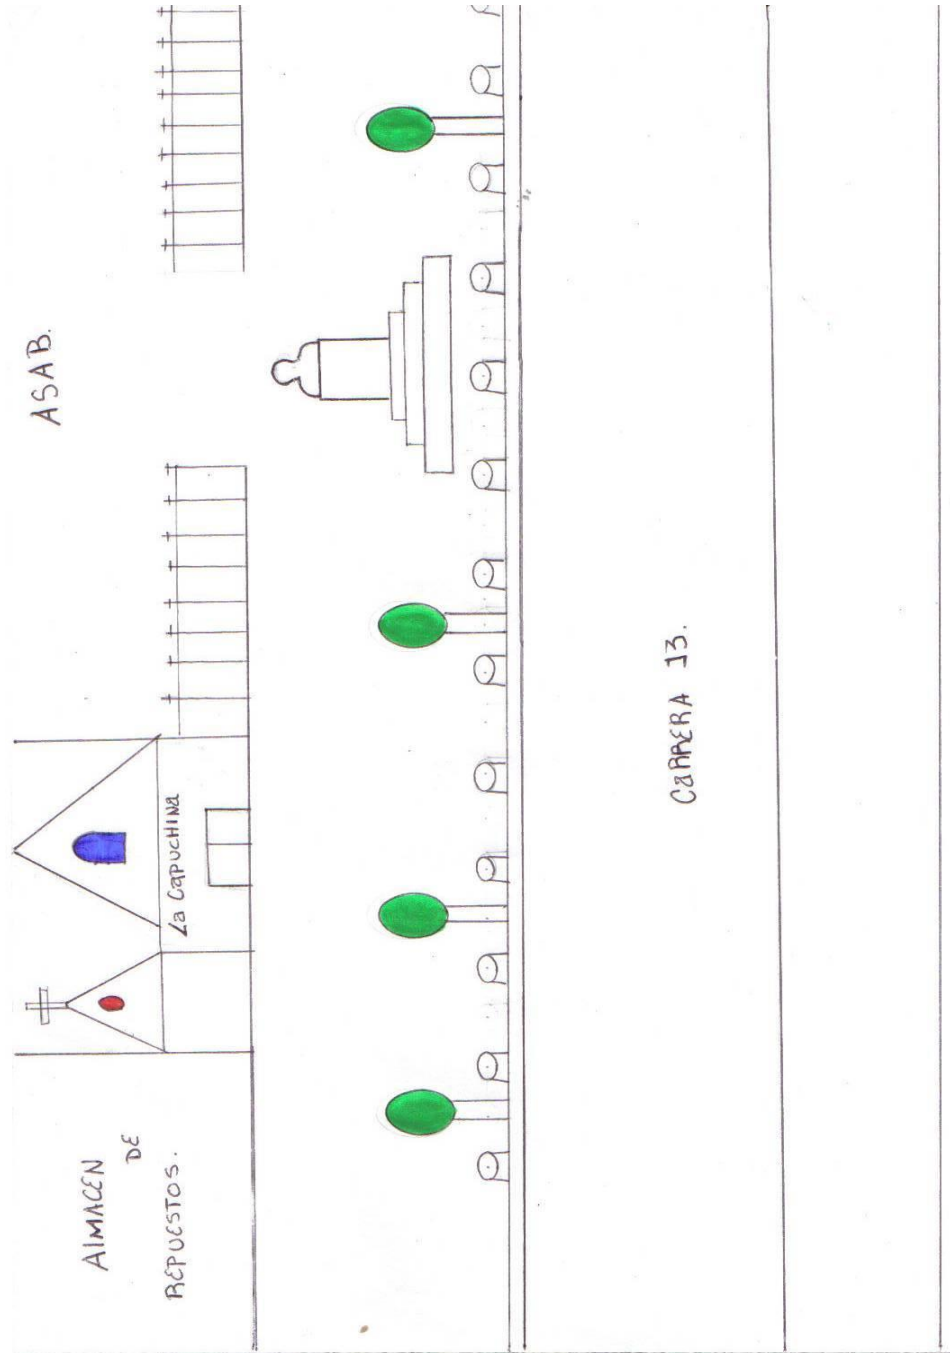 ALMACEN
DE
REPUESTOS.
La CAPUCHINA
ASAB.
CARRERA 13.